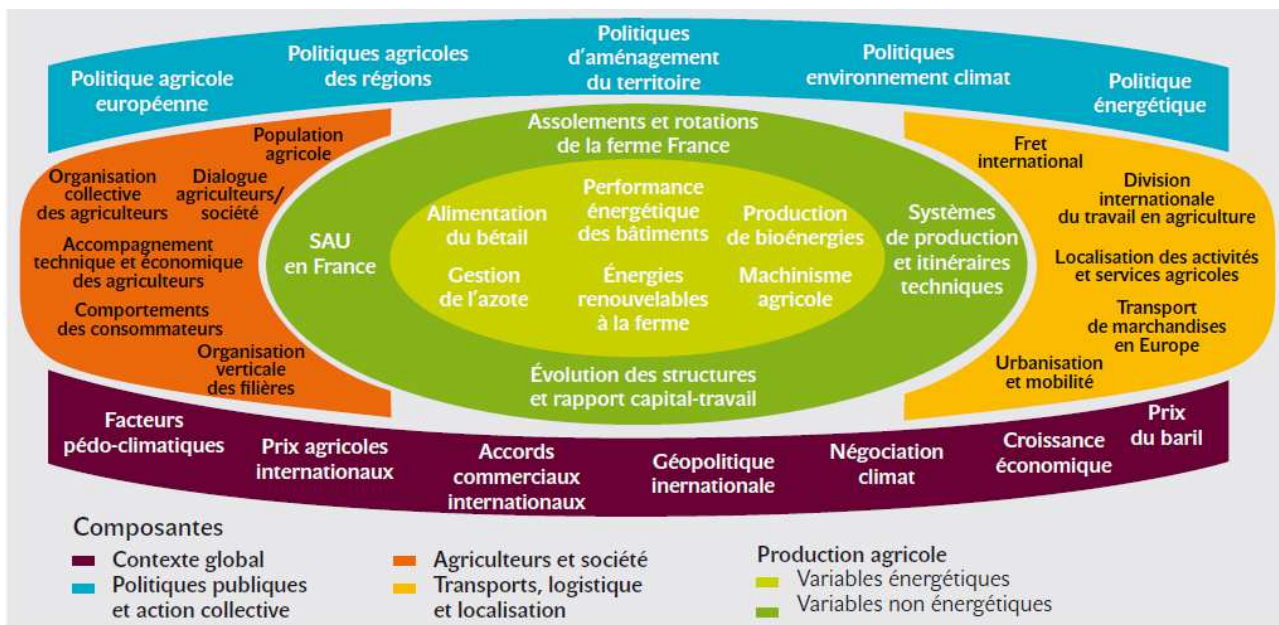 Politique agricole
européenne
Politiques agricoles
des régions
Politiques
d'aménagement
du territoire
Politiques
environnement climat
Politique
énergétique
Population
agricole
Organisation
collective
des agriculteurs
Dialogue
agriculteurs/
société
Accompagnement
technique et économique
des agriculteurs
Comportements
des consommateurs
Organisation
verticale
des filières
Assolements et rotations
de la ferme France
SAU
en France
Alimentation
du bétail
Performance
énergétique
des bâtiments
Production
de bioénergies
Gestion
de l'azote
Énergies
renouvelables
à la ferme
Machinisme
agricole
Systèmes
de production
et itinéraires
techniques
Évolution des structures
et rapport capital-travail
Fret
international
Division
internationale
du travail en agriculture
Localisation des activités
et services agricoles
Transport
de marchandises
en Europe
Urbanisation
et mobilité
Facteurs
pédo-climatiques
Prix agricoles
internationaux
Accords
commerciaux
internationaux
Géopolitique
inernationale
Négociation
climat
Croissance
économique
Prix
du baril
Composantes
Contexte global
Politiques publiques
et action collective
Agriculteurs et société
Transports, logistique
et localisation
Production agricole
Variables énergétiques
Variables non énergétiques